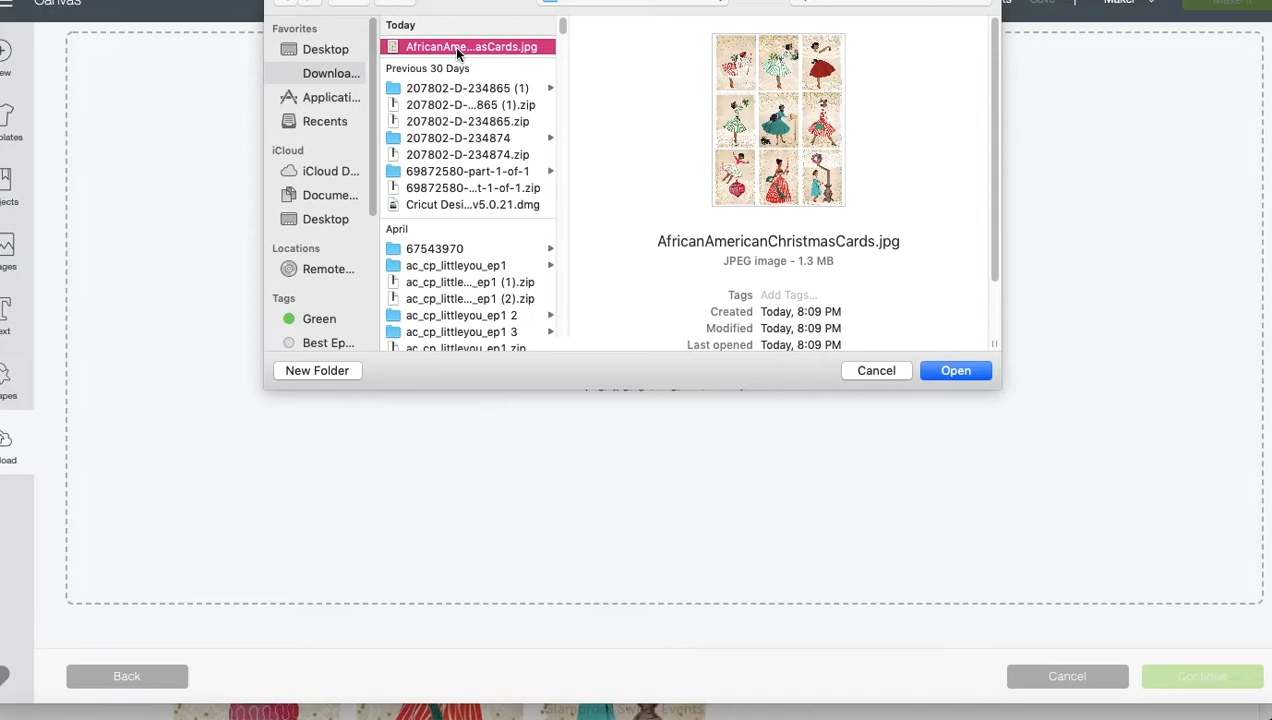 Canvas
Maker
Favorites
Desktop
Downloa...
Applicati...
Recents
iCloud
iCloud D...
Docume...
Desktop
Locations
Remote...
Tags
Green
Best Ep...
Today
AfricanAme...asCards.jpg
Previous 30 Days
207802-D-234865 (1)
207802-D-...865 (1).zip
207802-D-234865.zip
207802-D-234874
207802-D-234874.zip
69872580-part-1-of-1
69872580-...t-1-of-1.zip
Cricut Desi...v5.0.21.dmg
April
67543970
ac_cp_littleyou_ep1
ac_cp_little..._ep1 (1).zip
ac_cp_little..._ep1 (2).zip
ac_cp_littleyou_ep1 2
ac_cp_littleyou_ep1 3
ac_cp_littleyou_ep1.zip
AfricanAmericanChristmasCards.jpg
JPEG image - 1.3 MB
Tags Add Tags...
Created Today, 8:09 PM
Modified Today, 8:09 PM
Last opened Today, 8:09 PM
New Folder
Cancel
Open
Back
Cancel
Continue